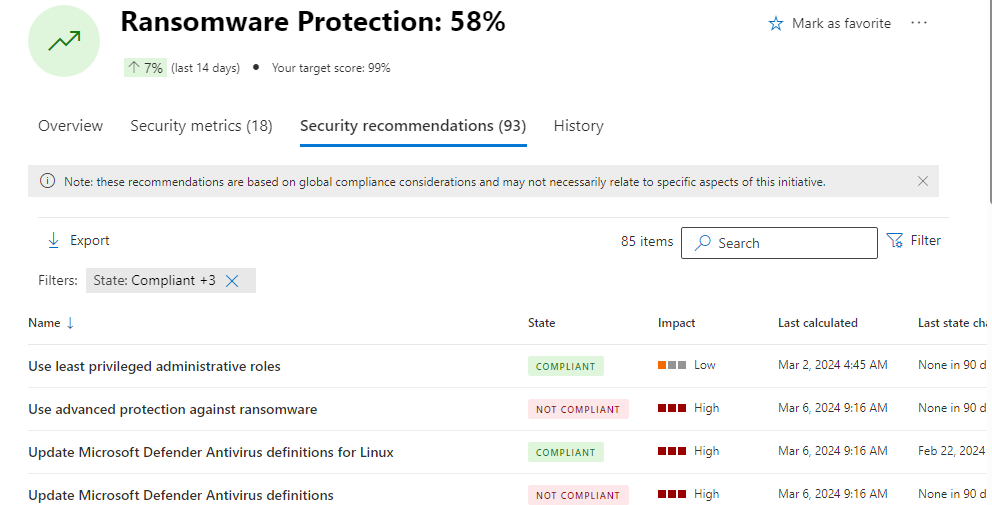 Ransomware Protection: 58%
Mark as favorite ...
↑ 7% (last 14 days) • Your target score: 99%
Overview Security metrics (18) Security recommendations (93) History
Note: these recommendations are based on global compliance considerations and may not necessarily relate to specific aspects of this initiative.
Export 85 items Search Filter
Filters: State: Compliant +3
Name ↓ State Impact Last calculated Last state cha
Use least privileged administrative roles COMPLIANT Low Mar 2, 2024 4:45 AM None in 90 d
Use advanced protection against ransomware NOT COMPLIANT High Mar 6, 2024 9:16 AM None in 90 d
Update Microsoft Defender Antivirus definitions for Linux COMPLIANT High Mar 6, 2024 9:16 AM Feb 22, 2024
Update Microsoft Defender Antivirus definitions NOT COMPLIANT High Mar 6, 2024 9:16 AM None in 90 d